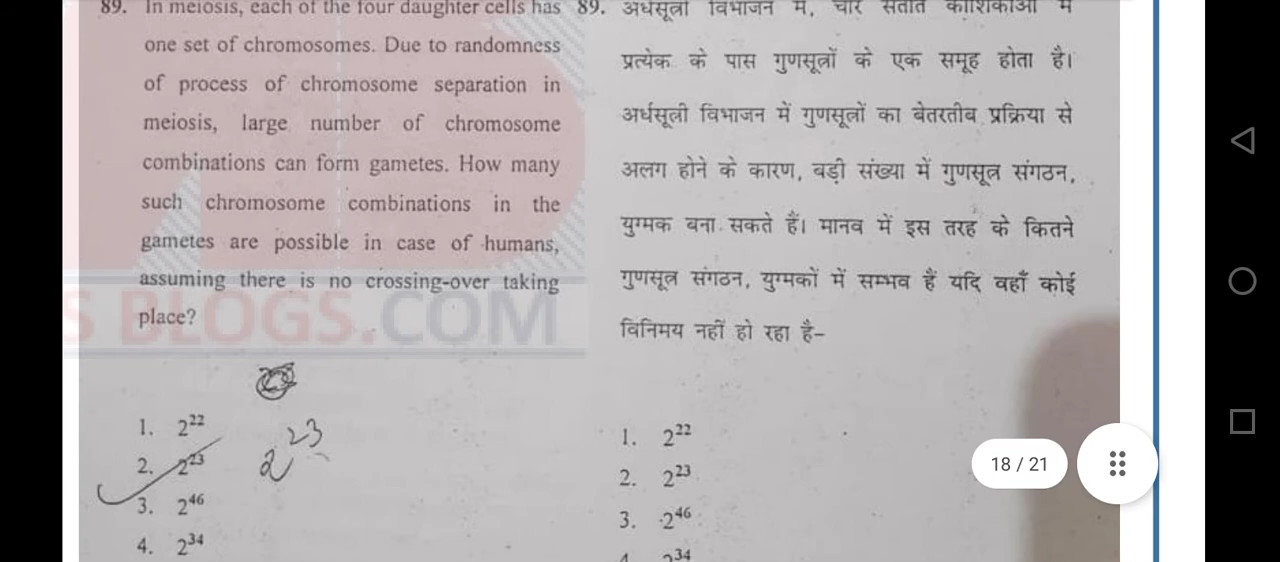 89. In meiosis, each of the four daughter cells has
one set of chromosomes. Due to randomness
of process of chromosome separation in
meiosis, large number of chromosome
combinations can form gametes. How many
such chromosome combinations in the
gametes are possible in case of humans,
assuming there is no crossing-over taking
place?
1. 2²²
2. 2²³
3. 2⁴⁶
4. 2³⁴
2²³
89. अर्धसूत्री विभाजन में, चार संतति कोशिकाओं में
प्रत्येक के पास गुणसूत्रों के एक समूह होता है।
अर्धसूत्री विभाजन में गुणसूत्रों का बेतरतीब प्रक्रिया से
अलग होने के कारण, बड़ी संख्या में गुणसूत्र संगठन,
युग्मक बना सकते हैं। मानव में इस तरह के कितने
गुणसूत्र संगठन, युग्मकों में सम्भव हैं यदि वहाँ कोई
विनिमय नहीं हो रहा है–
1. 2²²
2. 2²³
3. 2⁴⁶
4. 2³⁴
S BLOGS.COM
18 / 21